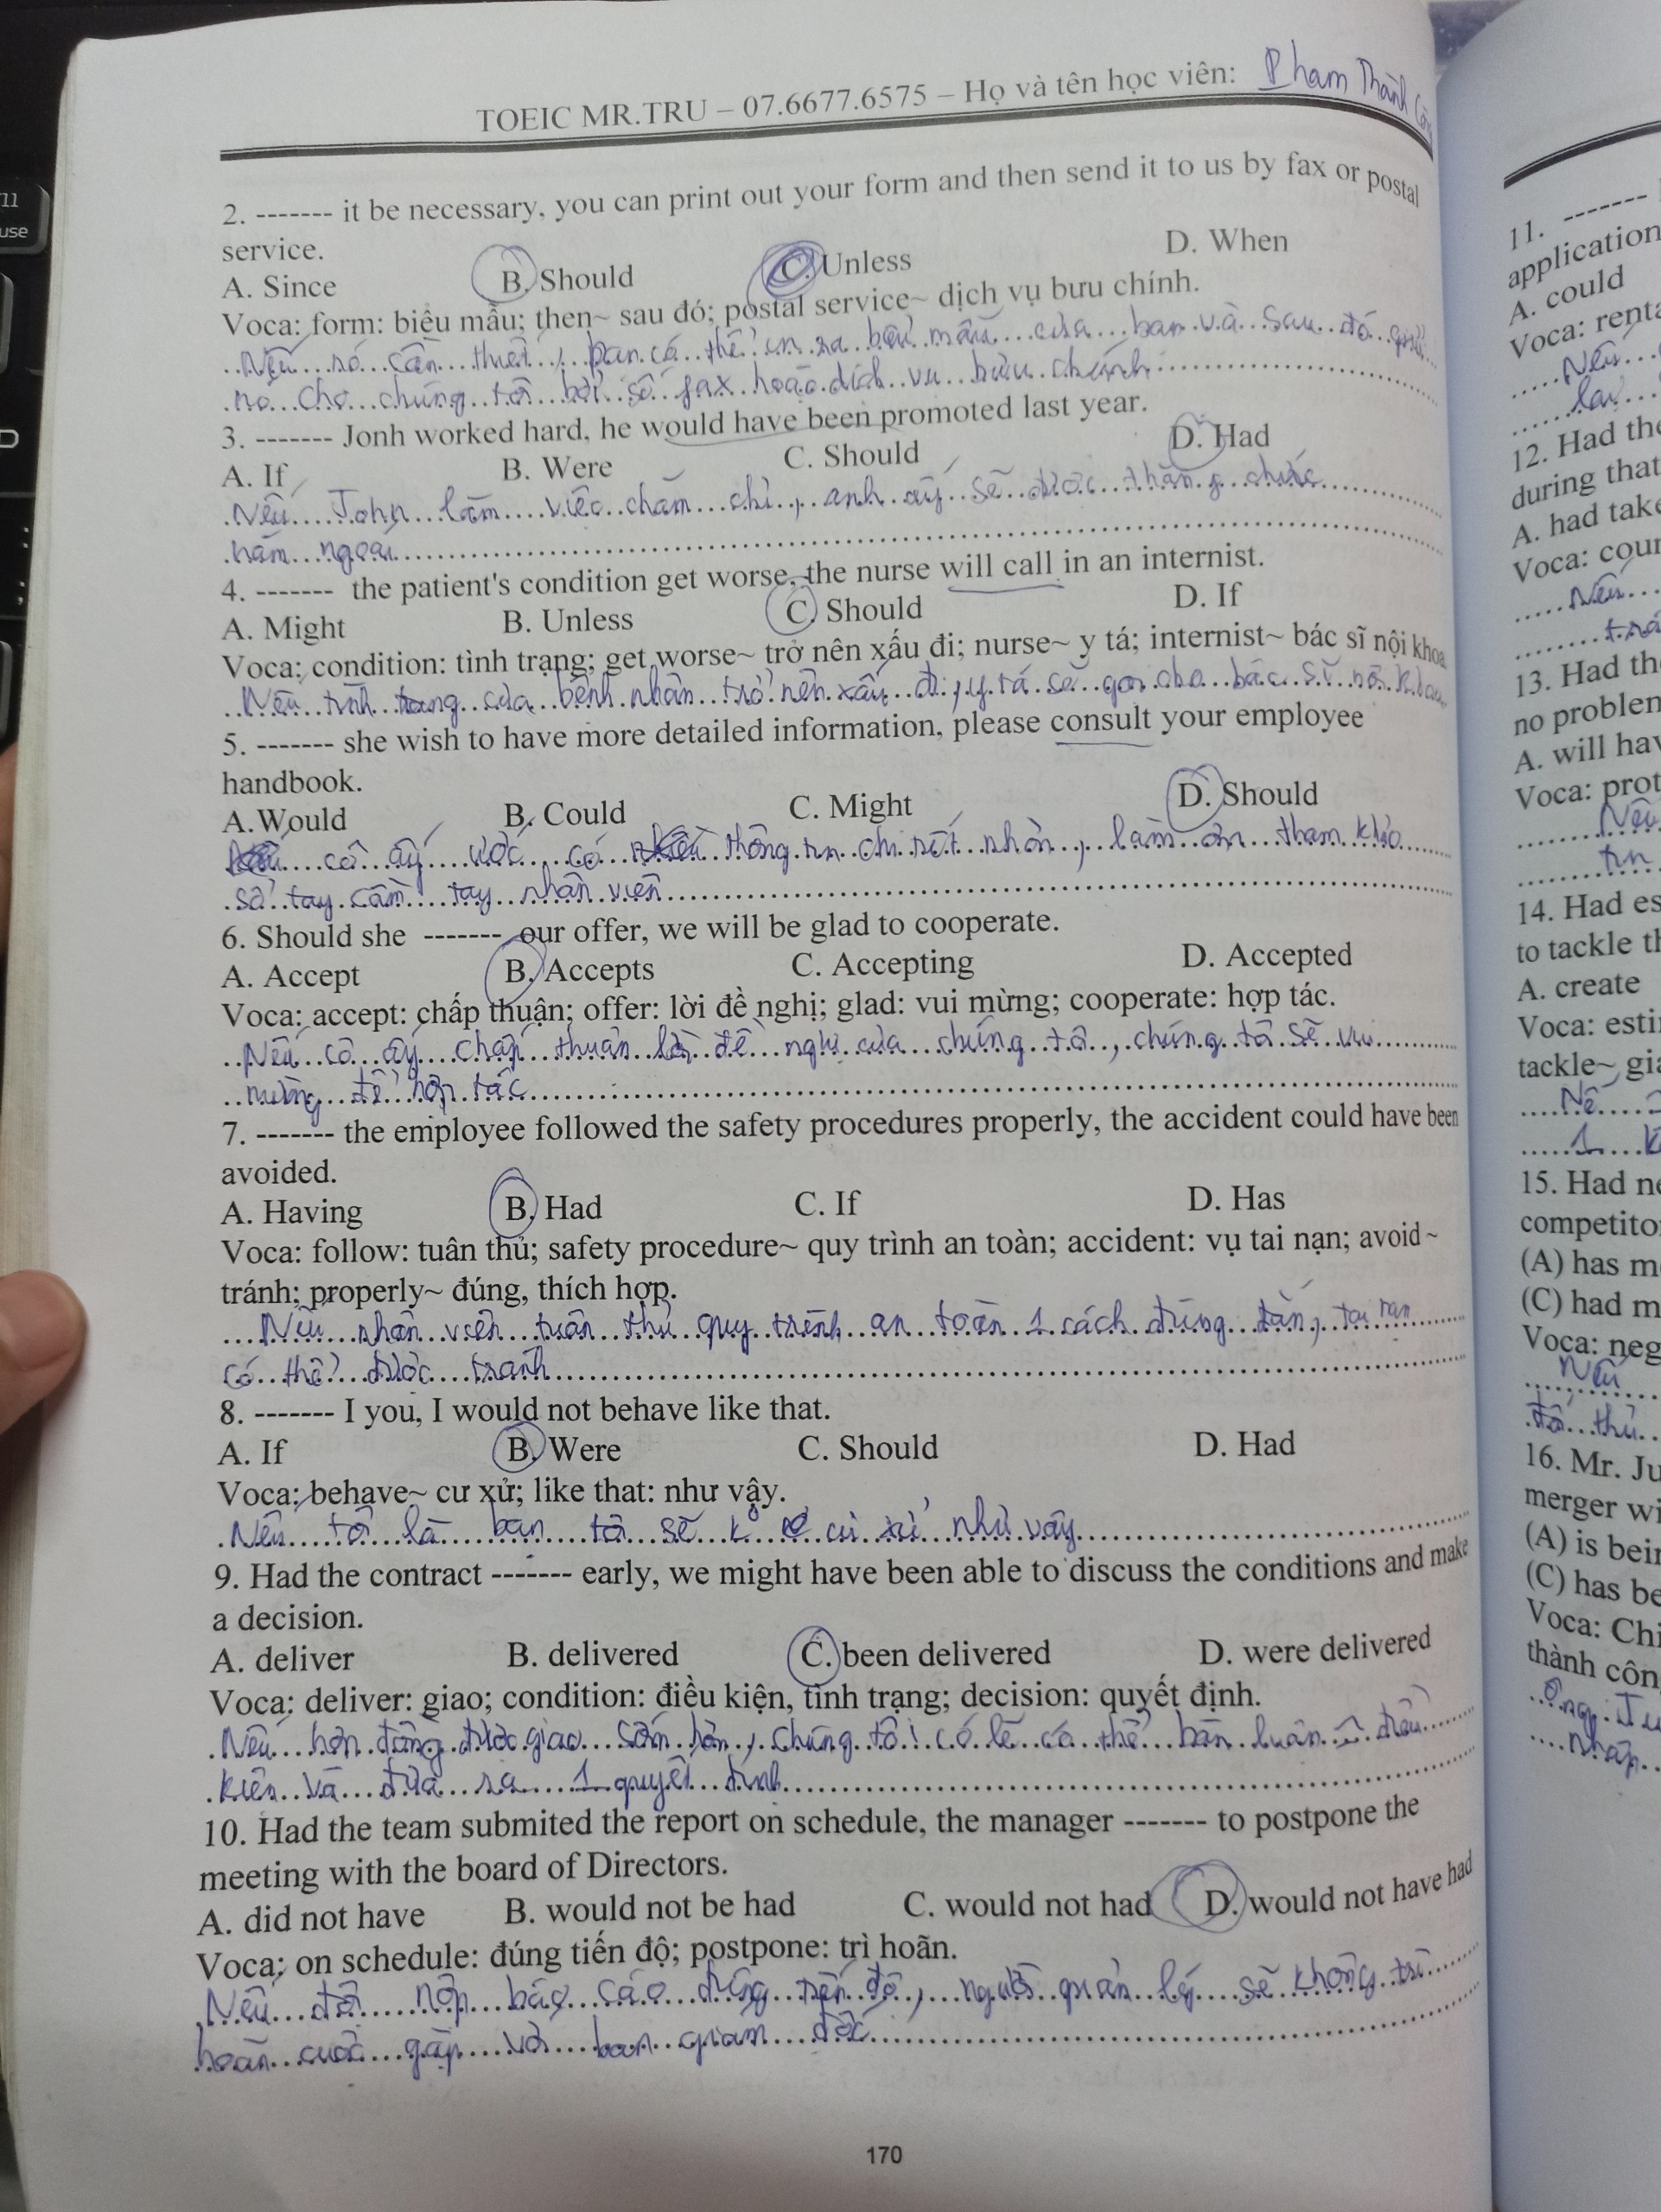 TOEIC MR.TRU – 07.6677.6575 – Họ và tên học viên: Pham Thành
2. ------- it be necessary, you can print out your form and then send it to us by fax or postal
service.
A. Since B. Should C. Unless D. When
Voca: form: biểu mẫu; then~ sau đó; postal service~ dịch vụ bưu chính.
Nếu nó cần thiết, bạn có thể in ra biểu mẫu của bạn và sau đó gửi
nó cho chúng tôi bởi số fax hoặc dịch vụ bưu chính
3. ------- Jonh worked hard, he would have been promoted last year.
A. If B. Were C. Should D. Had
Nếu John làm việc chăm chỉ, anh ấy sẽ được thăng chức
năm ngoái
4. ------- the patient's condition get worse, the nurse will call in an internist.
A. Might B. Unless C. Should D. If
Voca: condition: tình trạng; get worse~ trở nên xấu đi; nurse~ y tá; internist~ bác sĩ nội khoa
Nếu tình trạng của bệnh nhân trở nên xấu đi, y tá sẽ gọi cho bác sĩ nội khoa
5. ------- she wish to have more detailed information, please consult your employee
handbook.
A.Would B. Could C. Might D. Should
cô ấy ước có thông tin chi tiết nhờn, làm ơn tham khảo
sổ tay cầm tay nhân viên
6. Should she ------- our offer, we will be glad to cooperate.
A. Accept B. Accepts C. Accepting D. Accepted
Voca: accept: chấp thuận; offer: lời đề nghị; glad: vui mừng; cooperate: hợp tác.
Nếu cô ấy chấp thuận lời đề nghị của chúng tôi, chúng tôi sẽ vui
mừng để hợp tác
7. ------- the employee followed the safety procedures properly, the accident could have been
avoided.
A. Having B. Had C. If D. Has
Voca: follow: tuân thủ; safety procedure~ quy trình an toàn; accident: vụ tai nạn; avoid ~
tránh; properly~ đúng, thích hợp.
Nếu nhân viên tuân thủ quy trình an toàn 1 cách đúng đắn, tai nạn
có thể được tránh
8. ------- I you, I would not behave like that.
A. If B. Were C. Should D. Had
Voca: behave~ cư xử; like that: như vậy.
Nếu tôi là bạn tôi sẽ k cư xử như vậy
9. Had the contract ------- early, we might have been able to discuss the conditions and make
a decision.
A. deliver B. delivered C. been delivered D. were delivered
Voca: deliver: giao; condition: điều kiện, tình trạng; decision: quyết định.
Nếu hợp đồng được giao sớm hơn, chúng tôi có lẽ có thể bàn luận điều
kiện và đưa ra 1 quyết định
10. Had the team submited the report on schedule, the manager ------- to postpone the
meeting with the board of Directors.
A. did not have B. would not be had C. would not had D. would not have had
Voca: on schedule: đúng tiến độ; postpone: trì hoãn.
Nếu đội nộp báo cáo đúng tiến độ, người quản lý sẽ không trì
hoãn cuộc gặp với ban giám đốc
170
11. -------
application
A. could
Voca: renta
Nếu
lại
12. Had the
during that
A. had take
Voca: cour
Nếu
13. Had th
no problem
A. will hav
Voca: prot
Nếu
tin
14. Had es
to tackle th
A. create
Voca: esti
tackle~ gia
1
15. Had ne
competitor
(A) has m
(C) had m
Voca: neg
Nếu
đối thủ
16. Mr. Ju
merger wi
(A) is bein
(C) has be
Voca: Chi
thành công
Ông Ju
nhập